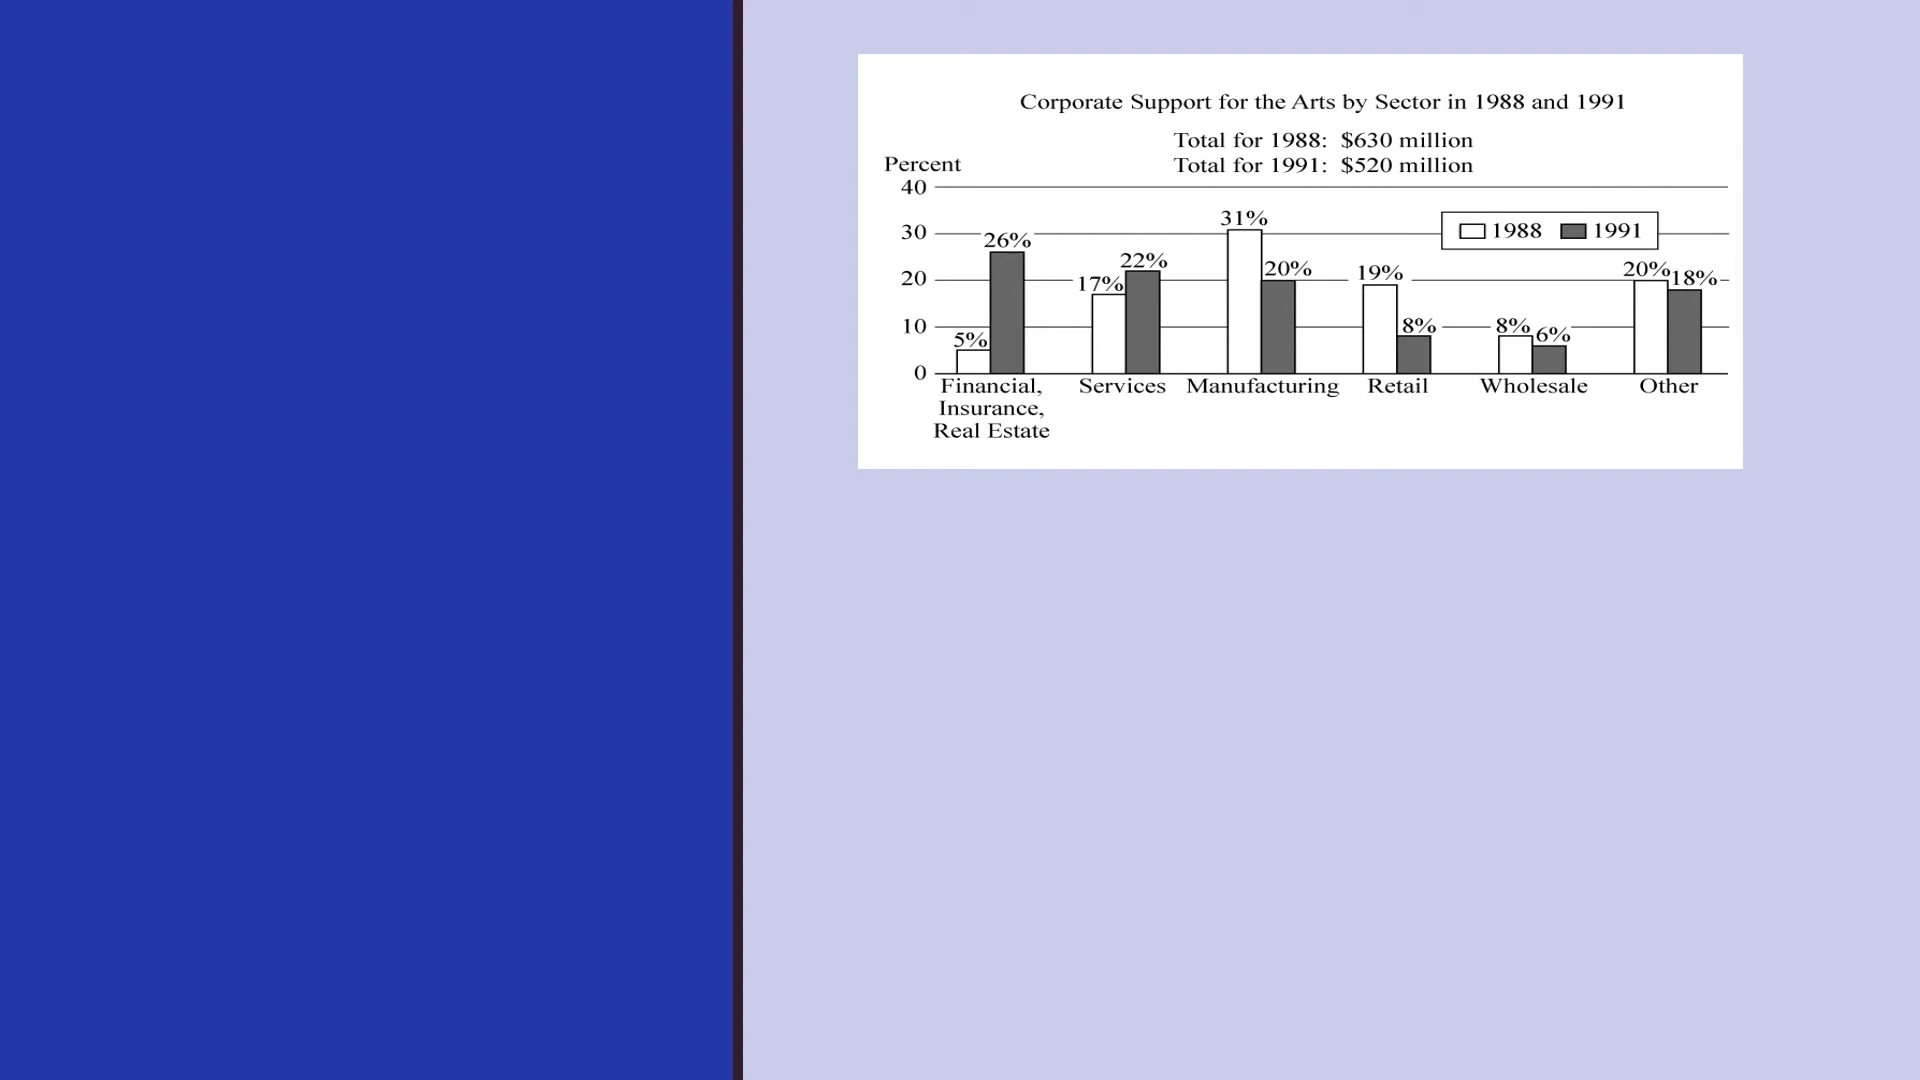 Corporate Support for the Arts by Sector in 1988 and 1991
Total for 1988: $630 million
Total for 1991: $520 million
Percent
40
30
20
10
0
1988 1991
5% 26%
17% 22%
31% 20%
19% 8%
8% 6%
20% 18%
Financial,
Insurance,
Real Estate
Services
Manufacturing
Retail
Wholesale
Other